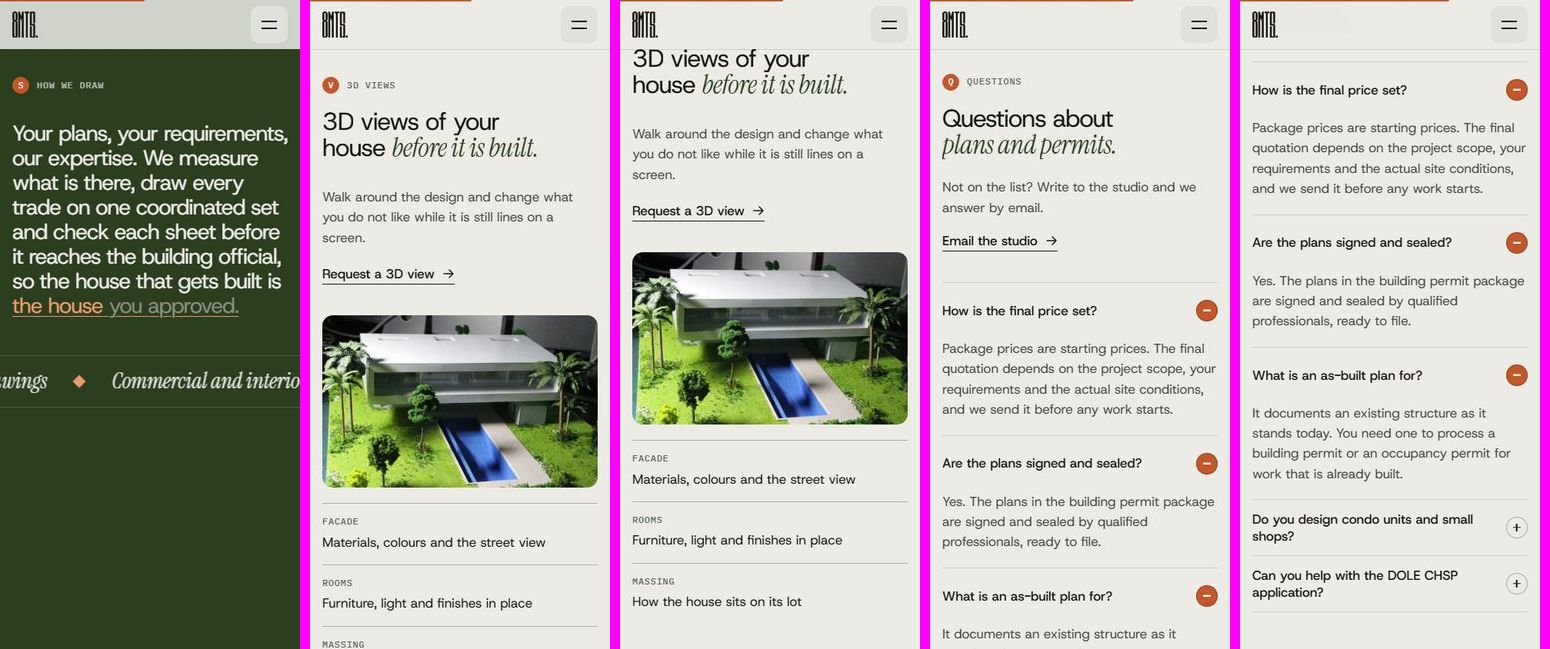 8MTS.
S HOW WE DRAW
Your plans, your requirements,
our expertise. We measure
what is there, draw every
trade on one coordinated set
and check each sheet before
it reaches the building official,
so the house that gets built is
the house you approved.
wings ◆ Commercial and interio
8MTS.
V 3D VIEWS
3D views of your
house before it is built.
Walk around the design and change what
you do not like while it is still lines on a
screen.
Request a 3D view →
FACADE
Materials, colours and the street view
ROOMS
Furniture, light and finishes in place
MASSING
8MTS.
3D views of your
house before it is built.
Walk around the design and change what
you do not like while it is still lines on a
screen.
Request a 3D view →
FACADE
Materials, colours and the street view
ROOMS
Furniture, light and finishes in place
MASSING
How the house sits on its lot
8MTS.
Q QUESTIONS
Questions about
plans and permits.
Not on the list? Write to the studio and we
answer by email.
Email the studio →
How is the final price set?
Package prices are starting prices. The final
quotation depends on the project scope, your
requirements and the actual site conditions,
and we send it before any work starts.
Are the plans signed and sealed?
Yes. The plans in the building permit package
are signed and sealed by qualified
professionals, ready to file.
What is an as-built plan for?
It documents an existing structure as it
8MTS.
How is the final price set?
Package prices are starting prices. The final
quotation depends on the project scope, your
requirements and the actual site conditions,
and we send it before any work starts.
Are the plans signed and sealed?
Yes. The plans in the building permit package
are signed and sealed by qualified
professionals, ready to file.
What is an as-built plan for?
It documents an existing structure as it
stands today. You need one to process a
building permit or an occupancy permit for
work that is already built.
Do you design condo units and small
shops?
Can you help with the DOLE CHSP
application?